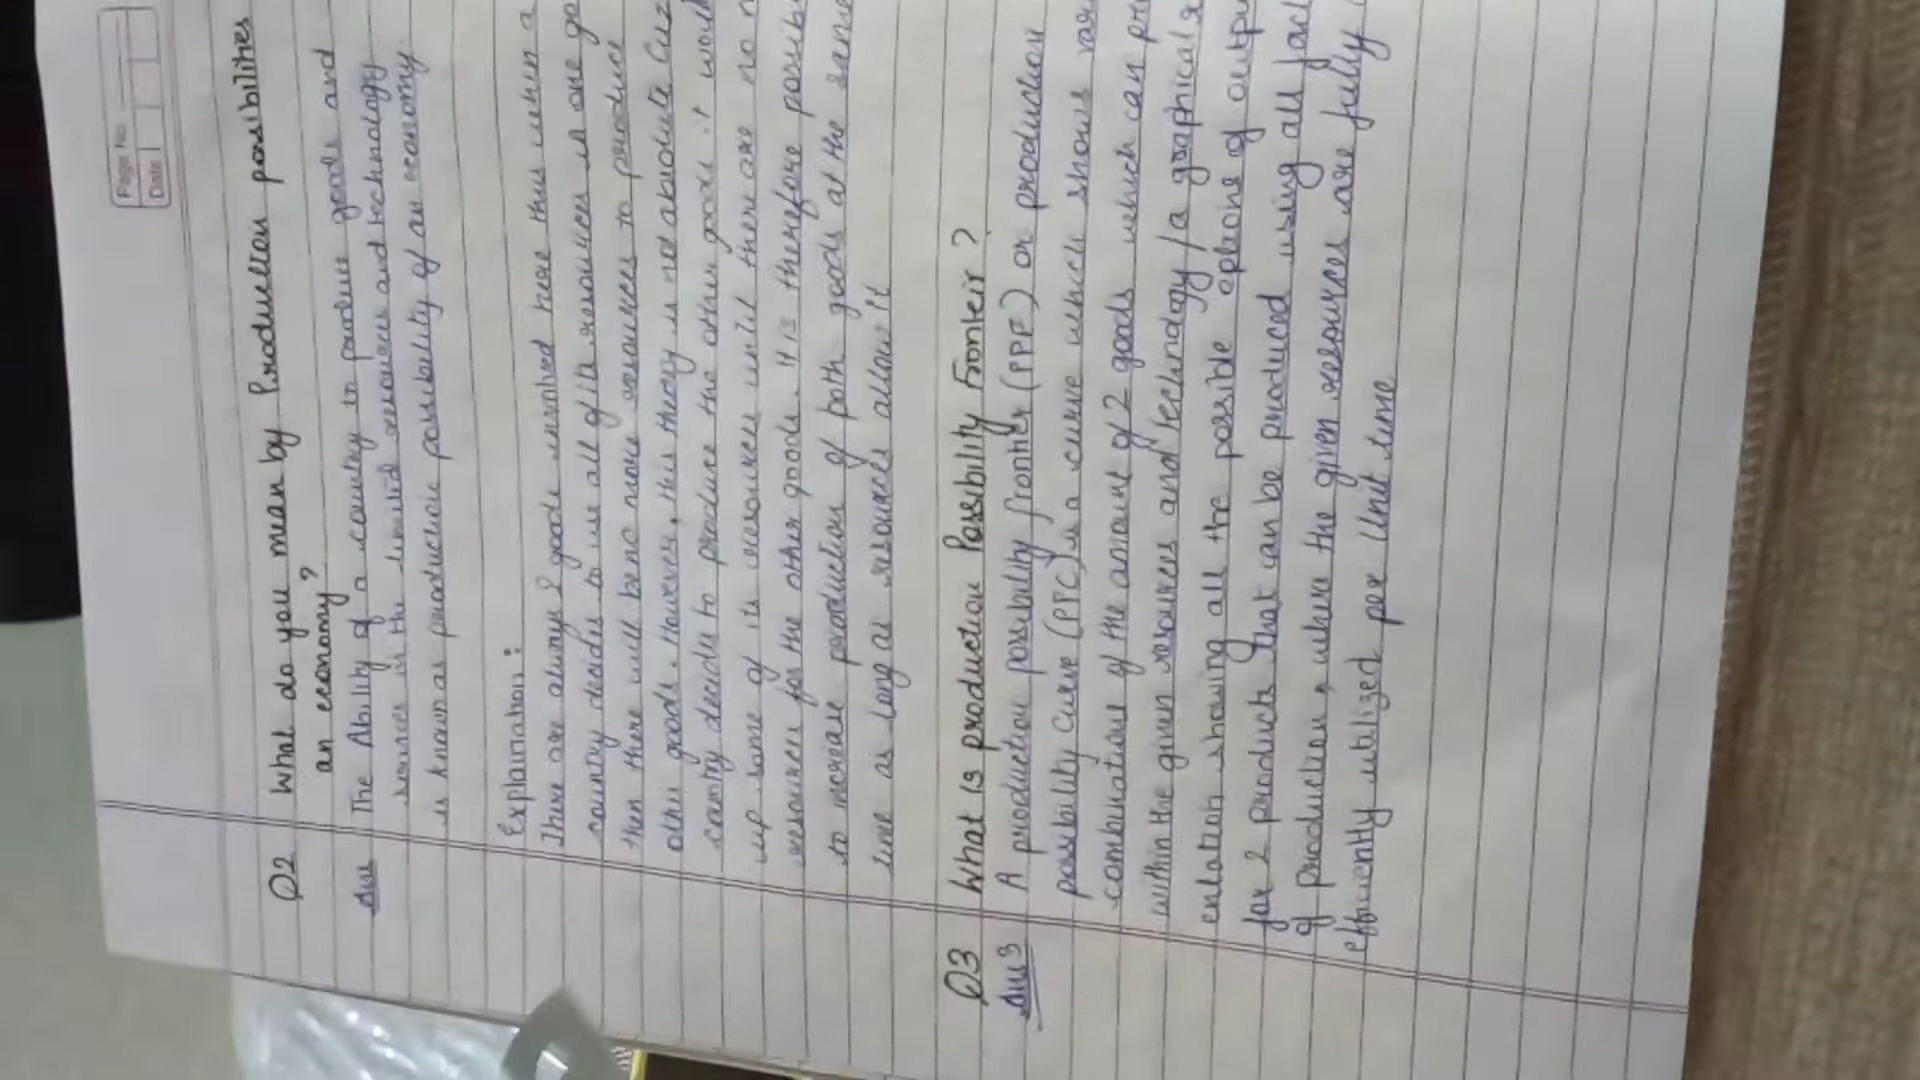 Page No.
Date
Q2 What do you mean by Production possibilities
an economy ?
Ans The Ability of a country to produce goods and
services in the limited resources and technology
is known as production possibility of an economy
Explaination :
There are always 2 goods involved here thus when a
country decides to use all of its resources in one go
then there will be no more resources to produce
other goods. However, this theory is not absolute Cuz
country decides to produce the other goods it would
up some of its resources until there are no
resources for the other goods. It is therefore possib
to increase production of both goods at the same
time as long as resources allow it
Q3 What is production Possibility Fronteir ?
Ans 3 A production possibility fronther (PPF) or production
possibility curve (PPC) is a curve which shows var
combinations of the amount of 2 goods which can pr
within the given resources and technology / a graphical r
entation showing all the possible options of outpu
for 2 products that can be produced using all fact
of production, where the given resources are fully
efficiently utilized per Unit time